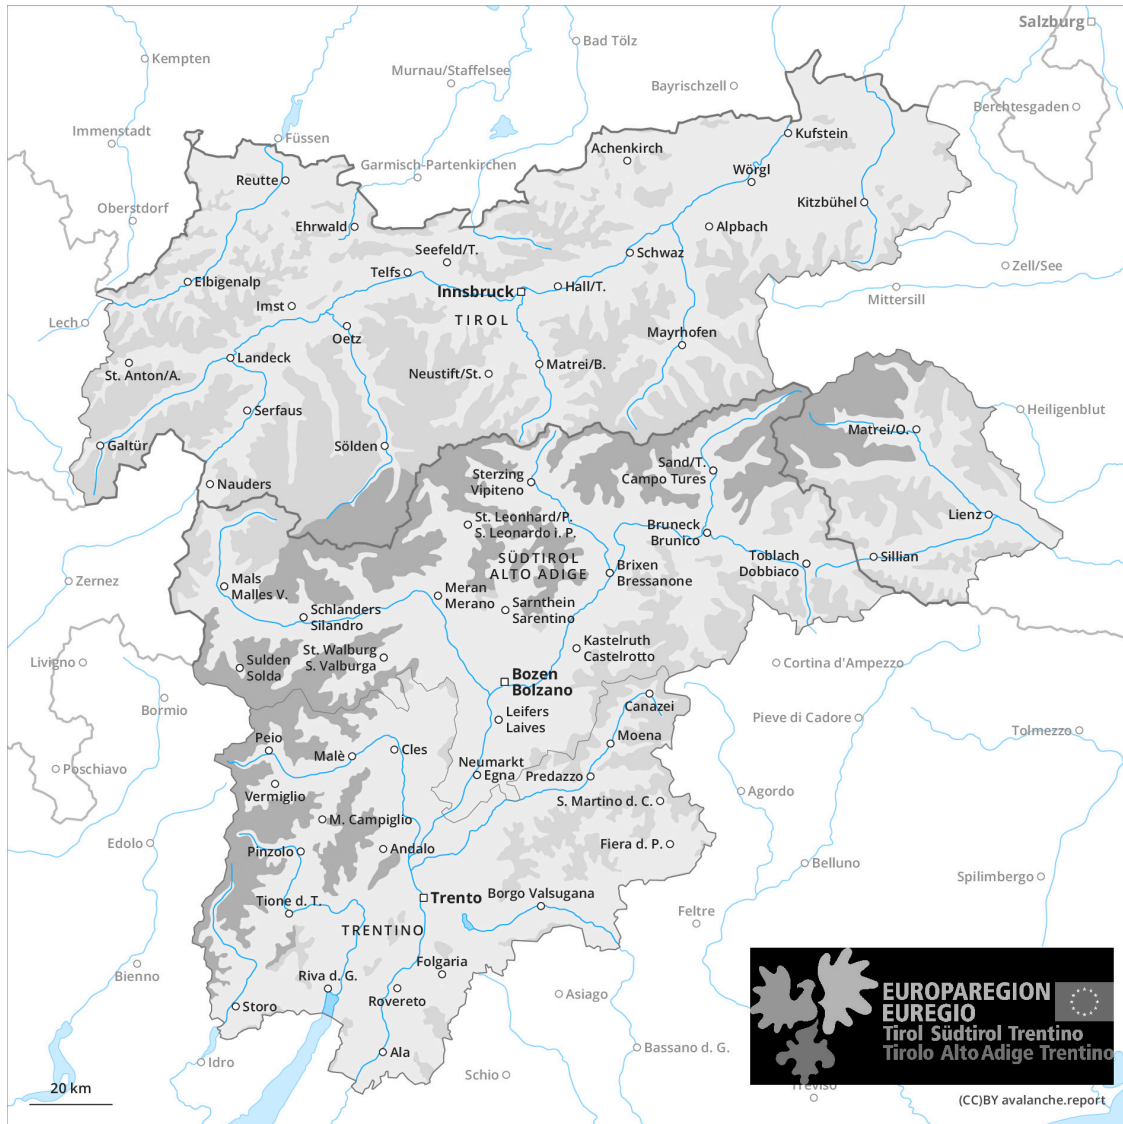 Salzburg
Bad Tölz
Kempten
Murnau/Staffelsee
Bayrischzell
Berchtesgaden
Immenstadt
Füssen
Kufstein
Achenkirch
Garmisch-Partenkirchen
Wörgl
Reutte
Oberstdorf
Kitzbühel
Ehrwald
Alpbach
Seefeld/T.
Schwaz
Zell/See
Telfs
Elbigenalp
Hall/T.
Innsbruck
Mittersill
Imst
TIROL
Lech
Oetz
Mayrhofen
Landeck
Matrei/B.
St. Anton/A.
Neustift/St.
Serfaus
Heiligenblut
Matrei/O.
Galtür
Sölden
Sand/T.
Campo Tures
Sterzing
Vipiteno
Nauders
St. Leonhard/P.
S. Leonardo i. P.
Lienz
Bruneck
Brunico
SÜDTIROL
ALTO ADIGE
Toblach
Dobbiaco
Sillian
Brixen
Bressanone
Zernez
Mals
Malles V.
Meran
Merano
Sarnthein
Sarentino
Schlanders
Silandro
Kastelruth
Castelrotto
St. Walburg
S. Valburga
Livigno
Sulden
Solda
Cortina d'Ampezzo
Bozen
Bolzano
Bormio
Canazei
Leifers
Laives
Pieve di Cadore
Tolmezzo
Moena
Peio
Cles
Malè
Neumarkt
Egna
Poschiavo
Predazzo
Vermiglio
Agordo
S. Martino d. C.
M. Campiglio
Edolo
Fiera d. P.
Pinzolo
Andalo
Belluno
Spilimbergo
Borgo Valsugana
Trento
Tione d. T.
Feltre
TRENTINO
Folgaria
Bienno
Riva d. G.
Rovereto
Asiago
Storo
EUROPAREGION
EUREGIO
Tirol Südtirol Trentino
Tirolo Alto Adige Trentino
Bassano d. G.
Ala
Idro
Schio
Treviso
20 km
(CC)BY avalanche.report